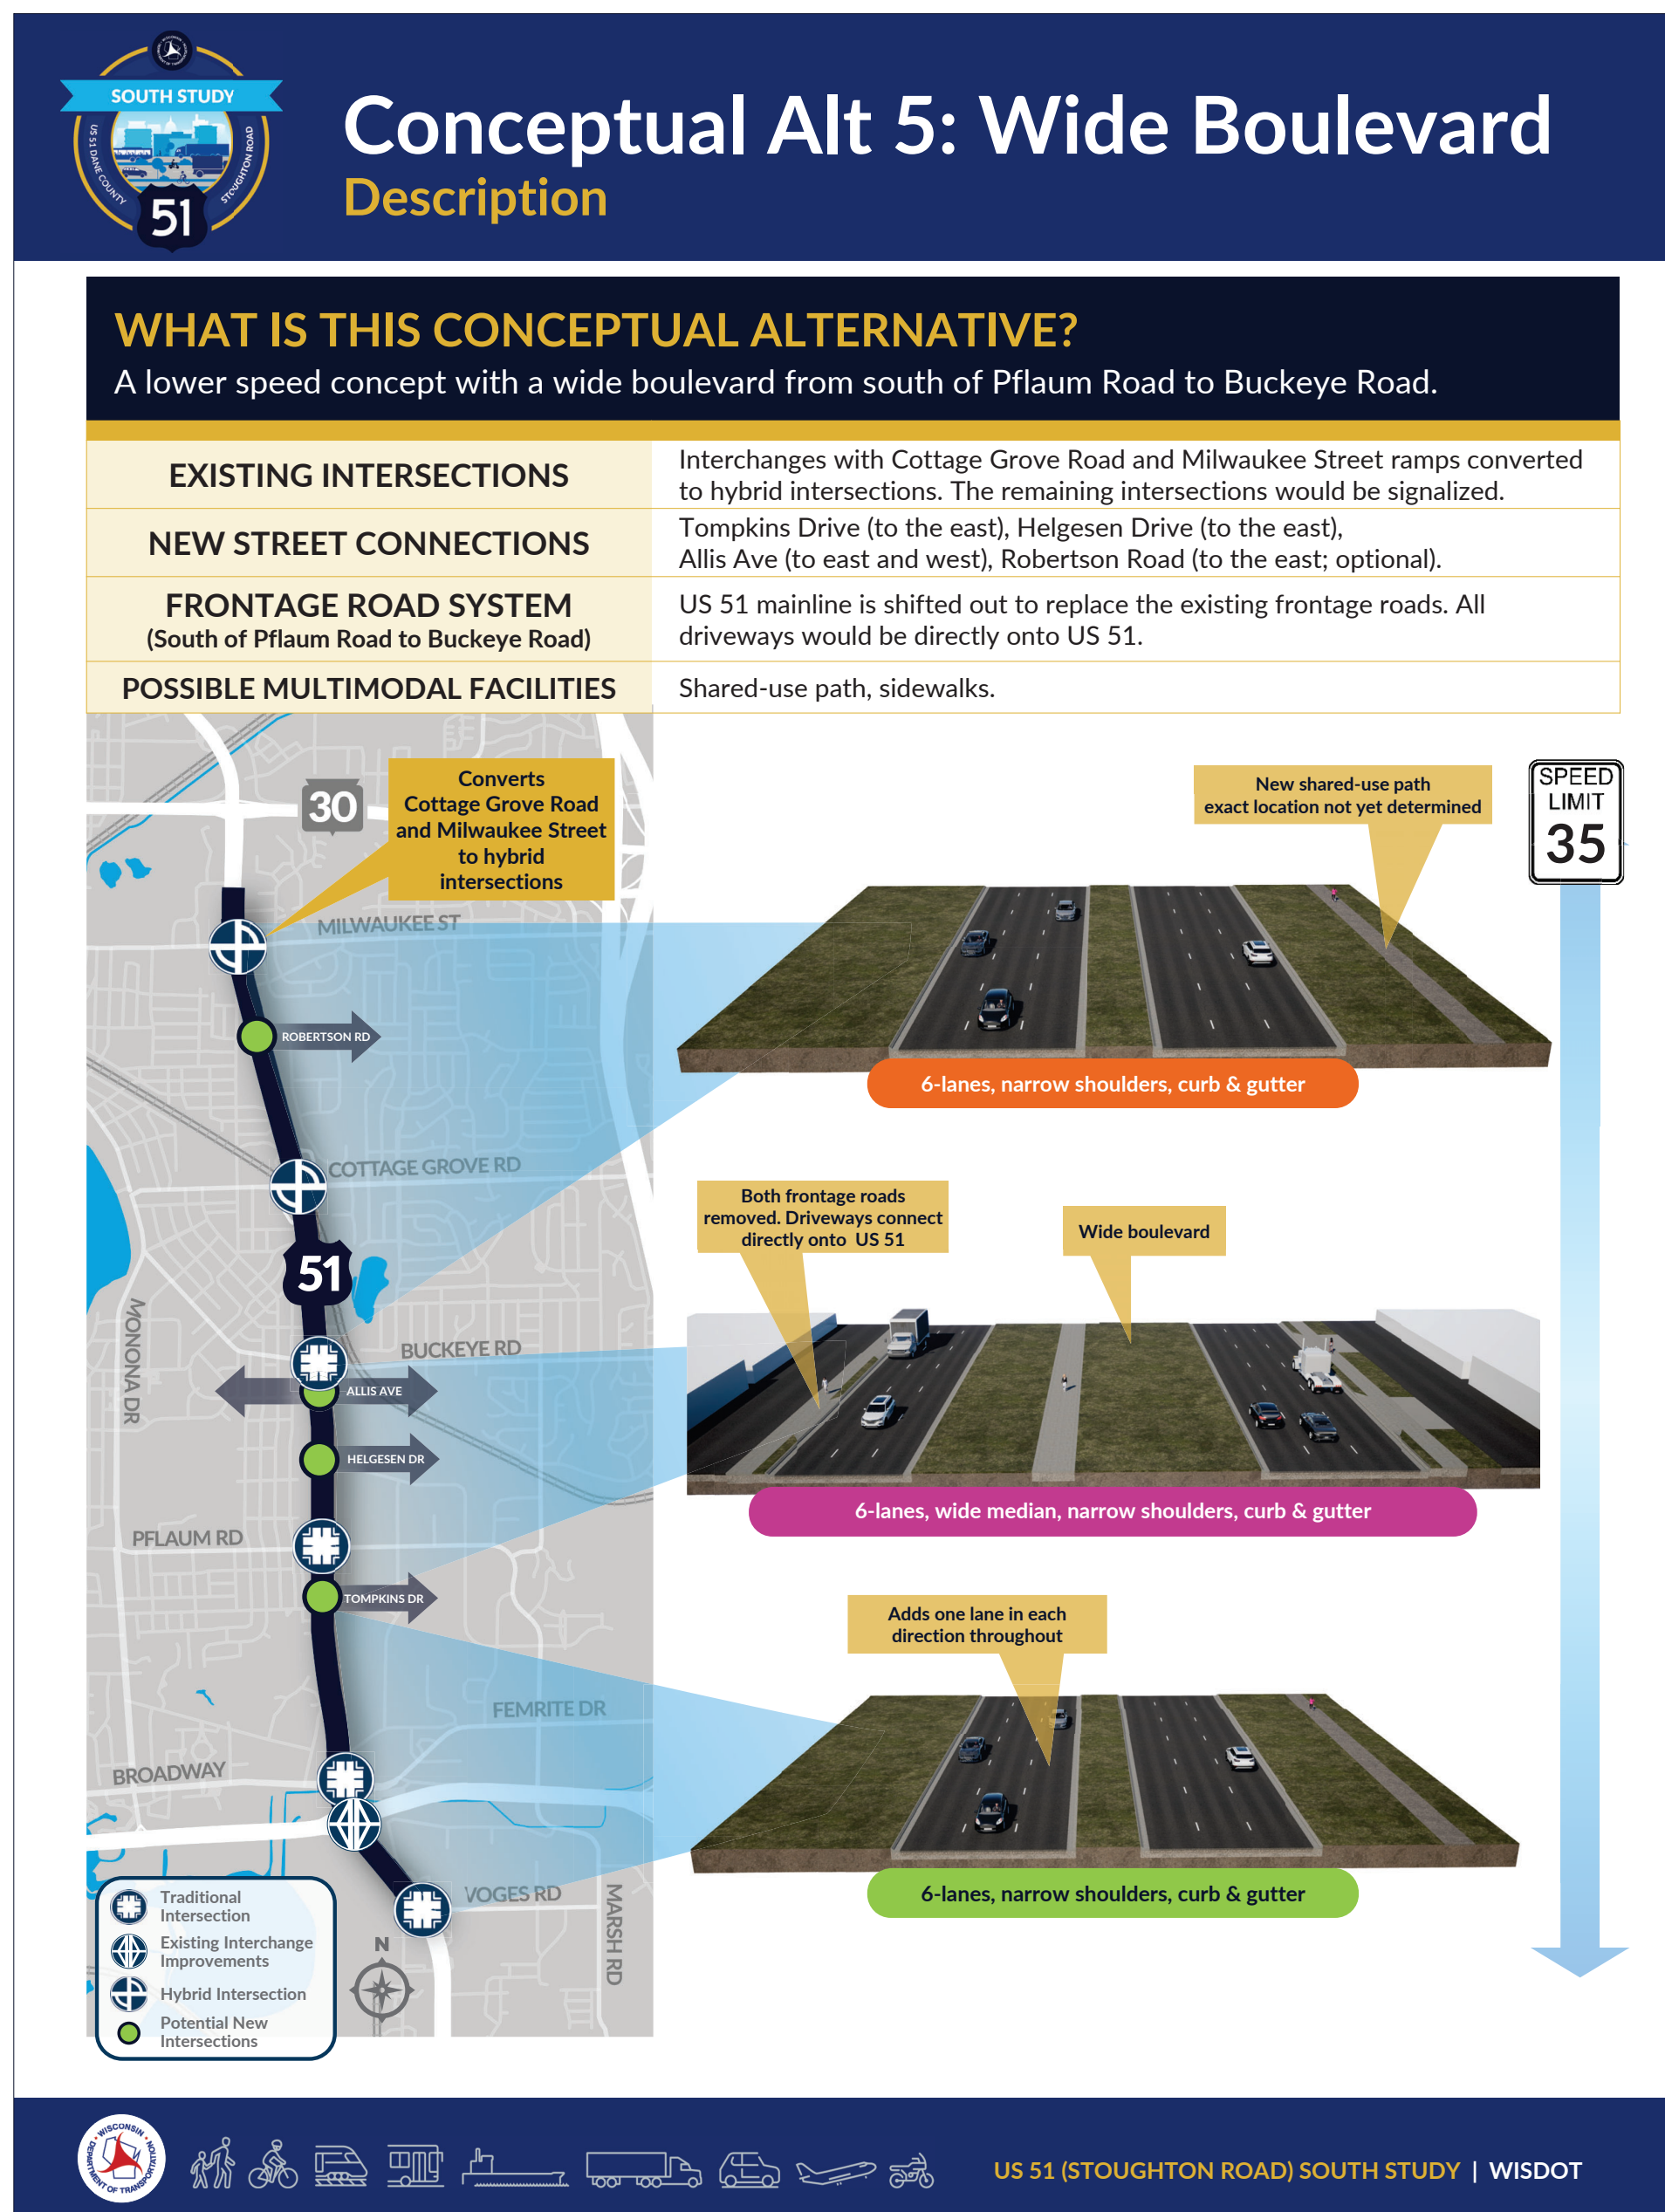 SOUTH STUDY
US 51 DANE COUNTY
STOUGHTON ROAD
51
Conceptual Alt 5: Wide Boulevard
Description
WHAT IS THIS CONCEPTUAL ALTERNATIVE?
A lower speed concept with a wide boulevard from south of Pflaum Road to Buckeye Road.
EXISTING INTERSECTIONS
Interchanges with Cottage Grove Road and Milwaukee Street ramps converted
to hybrid intersections. The remaining intersections would be signalized.
NEW STREET CONNECTIONS
Tompkins Drive (to the east), Helgesen Drive (to the east),
Allis Ave (to east and west), Robertson Road (to the east; optional).
FRONTAGE ROAD SYSTEM
(South of Pflaum Road to Buckeye Road)
US 51 mainline is shifted out to replace the existing frontage roads. All
driveways would be directly onto US 51.
POSSIBLE MULTIMODAL FACILITIES
Shared-use path, sidewalks.
30
Converts
Cottage Grove Road
and Milwaukee Street
to hybrid
intersections
MILWAUKEE ST
ROBERTSON RD
COTTAGE GROVE RD
51
MONONA DR
BUCKEYE RD
ALLIS AVE
HELGESEN DR
PFLAUM RD
TOMPKINS DR
FEMRITE DR
BROADWAY
VOGES RD
MARSH RD
N
Traditional
Intersection
Existing Interchange
Improvements
Hybrid Intersection
Potential New
Intersections
New shared-use path
exact location not yet determined
SPEED
LIMIT
35
6-lanes, narrow shoulders, curb & gutter
Both frontage roads
removed. Driveways connect
directly onto US 51
Wide boulevard
6-lanes, wide median, narrow shoulders, curb & gutter
Adds one lane in each
direction throughout
6-lanes, narrow shoulders, curb & gutter
WISCONSIN
DEPARTMENT OF TRANSPORTATION
US 51 (STOUGHTON ROAD) SOUTH STUDY | WISDOT